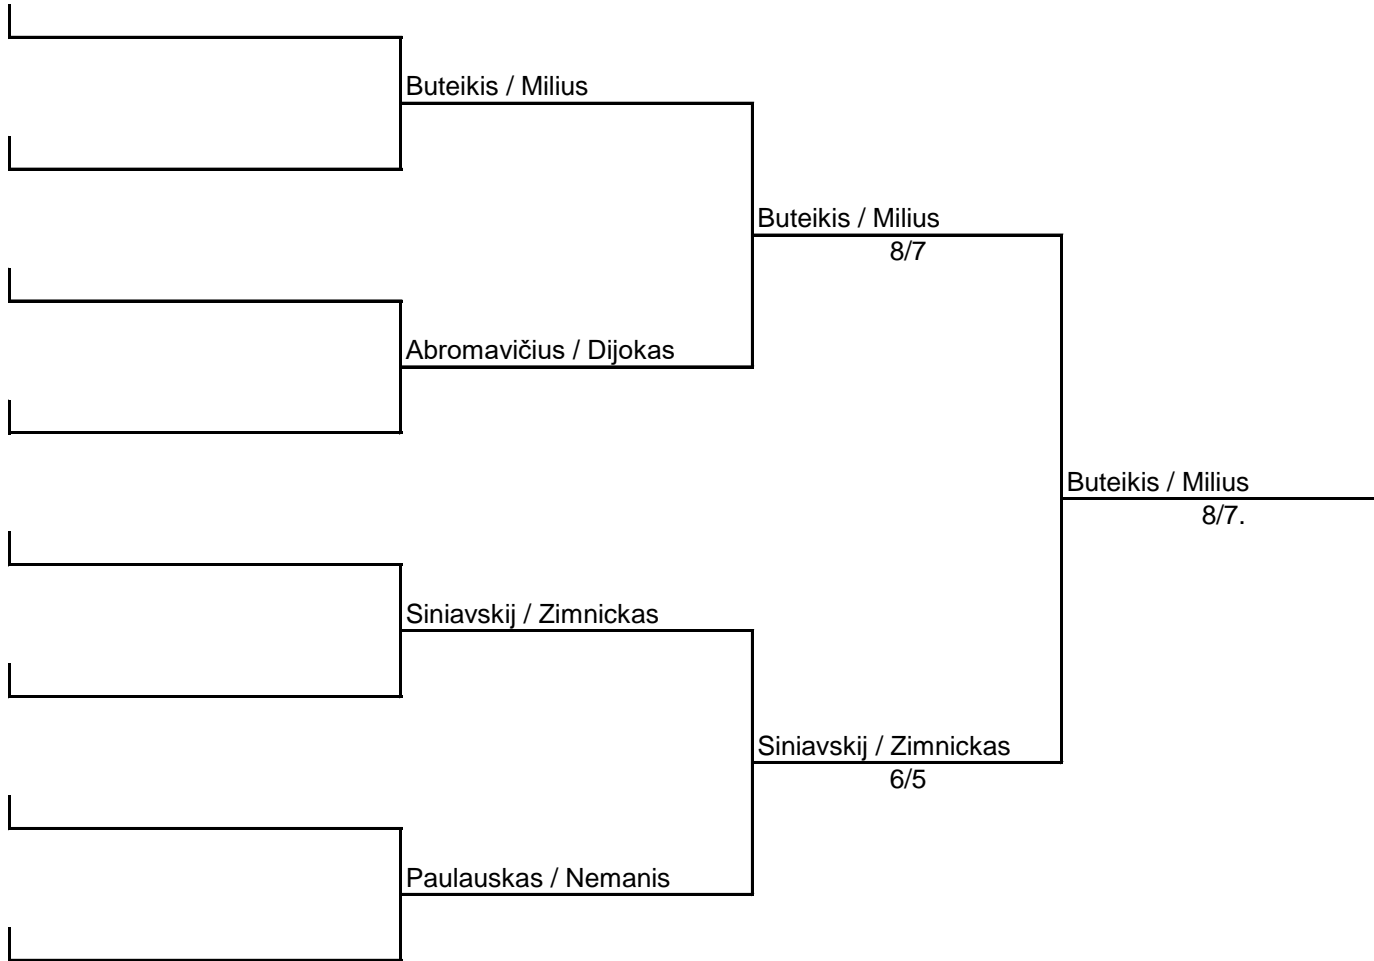 Buteikis / Milius
Buteikis / Milius
8/7
Abromavičius / Dijokas
Buteikis / Milius
8/7.
Siniavskij / Zimnickas
Siniavskij / Zimnickas
6/5
Paulauskas / Nemanis